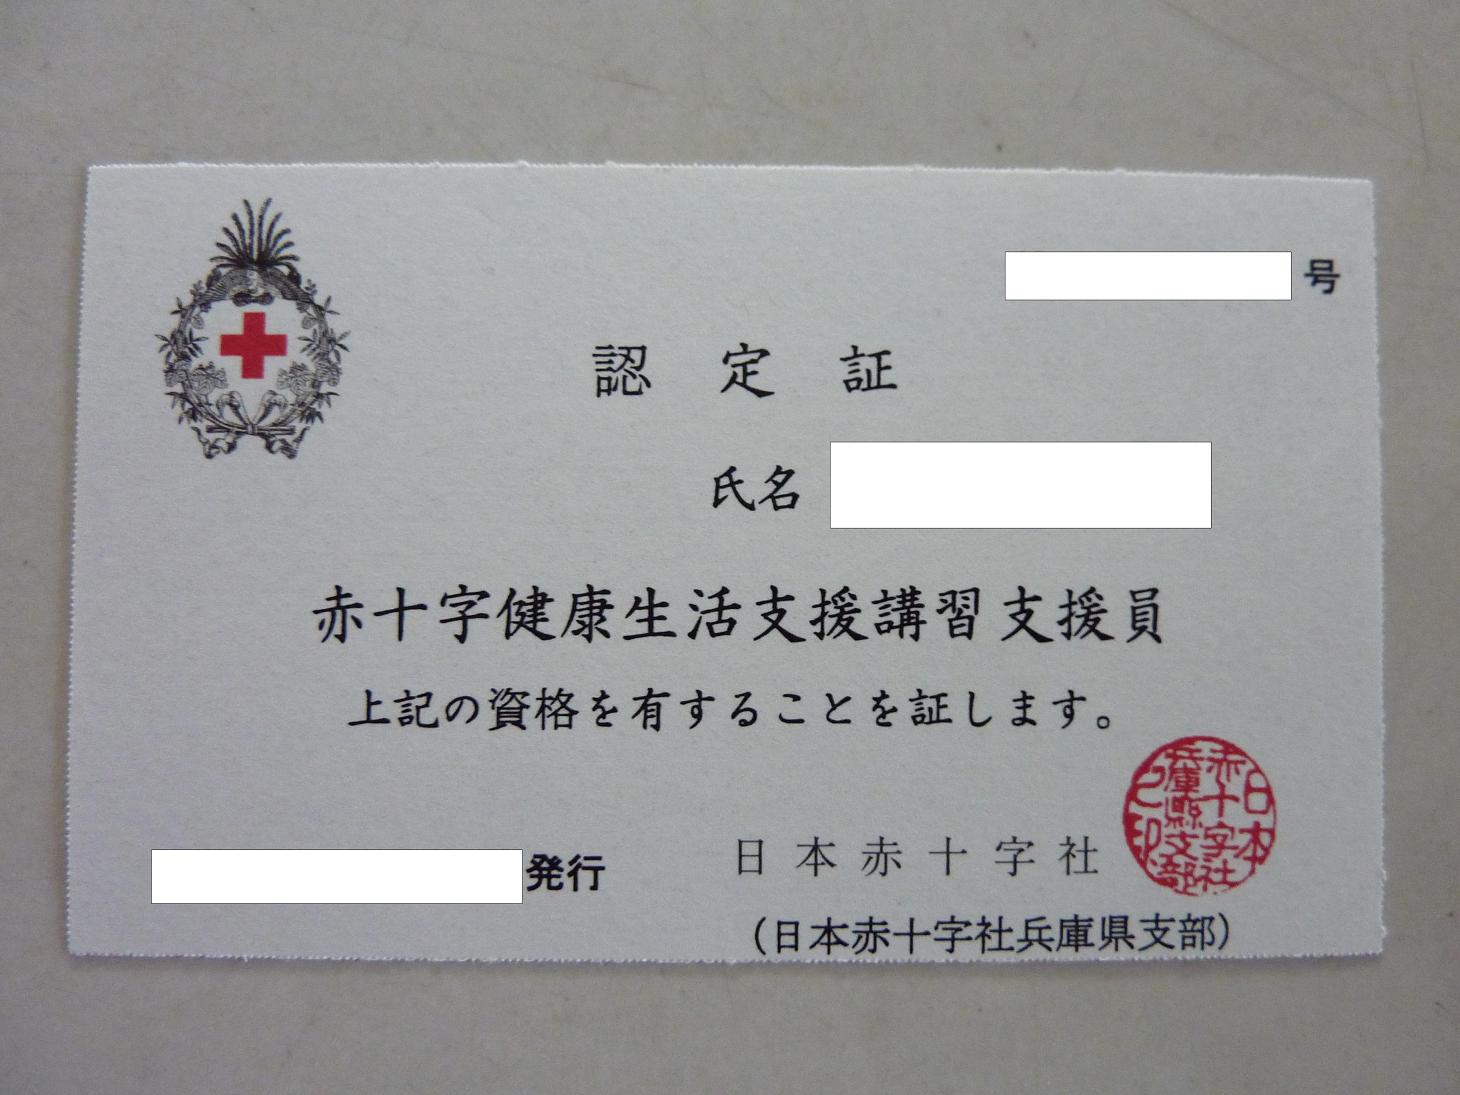 号
認定証
氏名
赤十字健康生活支援講習支援員
上記の資格を有することを証します。
発行
日本赤十字社
日本赤十字社兵庫縣支部之印
（日本赤十字社兵庫県支部）